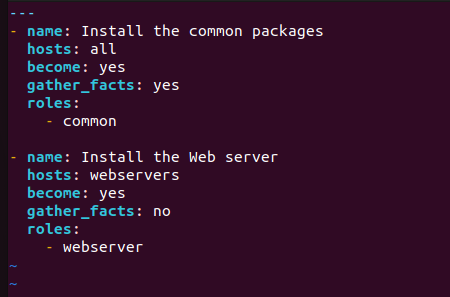 ---
- name: Install the common packages
  hosts: all
  become: yes
  gather_facts: yes
  roles:
    - common

- name: Install the Web server
  hosts: webservers
  become: yes
  gather_facts: no
  roles:
    - webserver
~
~